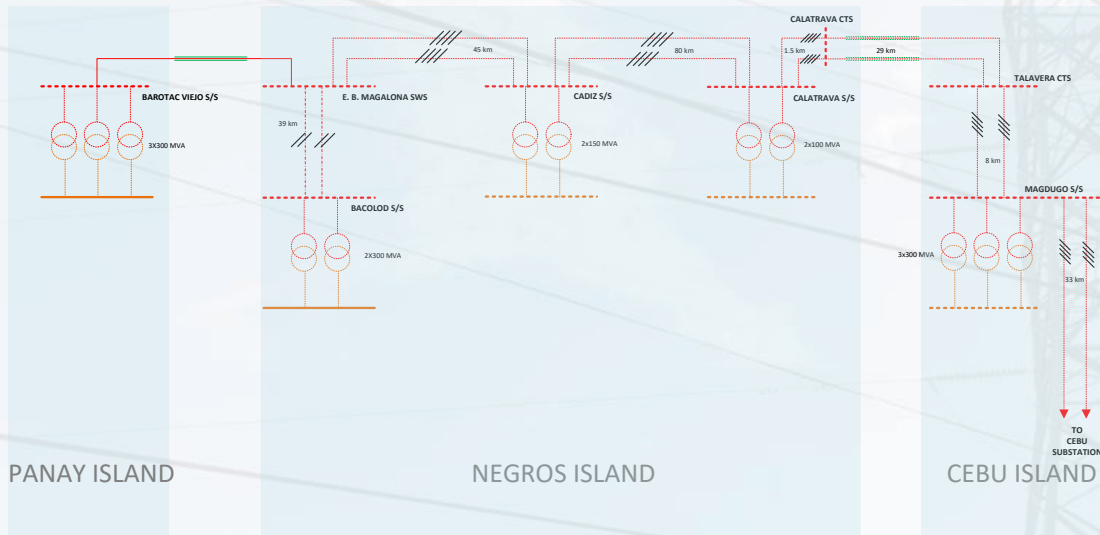 CALATRAVA CTS
45 km
80 km
1.5 km
29 km
TALAVERA CTS
BAROTAC VIEJO S/S
E. B. MAGALONA SWS
CADIZ S/S
CALATRAVA S/S
39 km
3X300 MVA
2x150 MVA
2x100 MVA
8 km
MAGDUGO S/S
BACOLOD S/S
2X300 MVA
3x300 MVA
33 km
TO
CEBU
SUBSTATION
PANAY ISLAND
NEGROS ISLAND
CEBU ISLAND